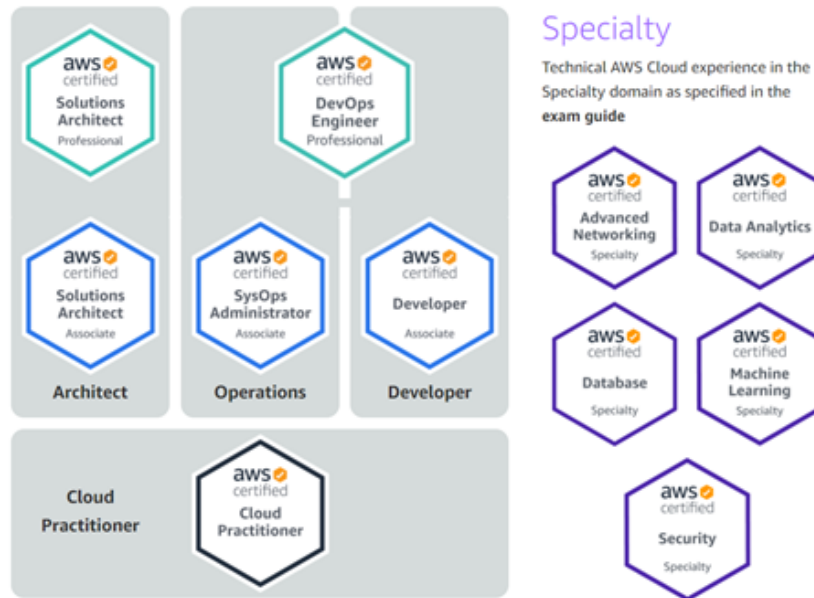 aws
certified
Solutions
Architect
Professional
aws
certified
DevOps
Engineer
Professional
aws
certified
Solutions
Architect
Associate
Architect
aws
certified
SysOps
Administrator
Associate
Operations
aws
certified
Developer
Associate
Developer
Cloud
Practitioner
aws
certified
Cloud
Practitioner
Specialty
Technical AWS Cloud experience in the
Specialty domain as specified in the
exam guide
aws
certified
Advanced
Networking
Specialty
aws
certified
Data Analytics
Specialty
aws
certified
Database
Specialty
aws
certified
Machine
Learning
Specialty
aws
certified
Security
Specialty